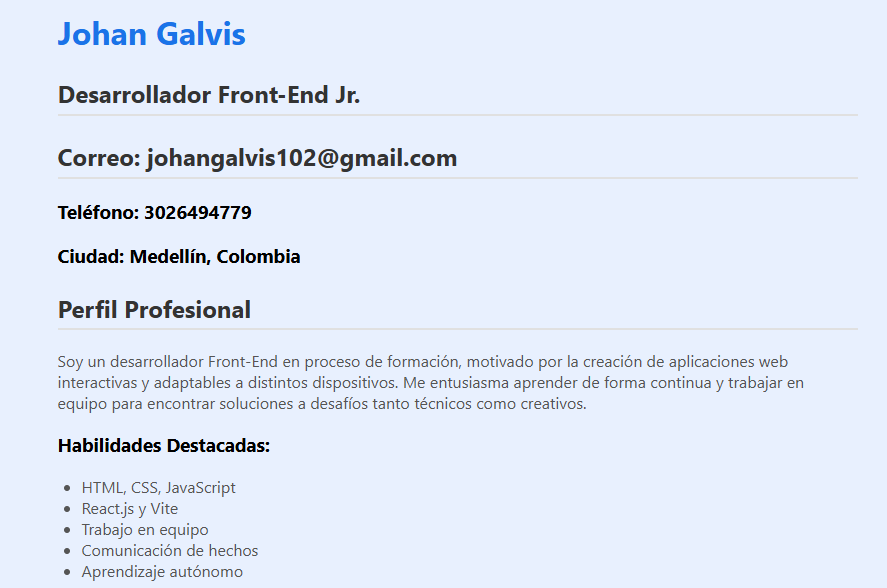 Johan Galvis
Desarrollador Front-End Jr.
Correo: johangalvis102@gmail.com
Teléfono: 3026494779
Ciudad: Medellín, Colombia
Perfil Profesional
Soy un desarrollador Front-End en proceso de formación, motivado por la creación de aplicaciones web
interactivas y adaptables a distintos dispositivos. Me entusiasma aprender de forma continua y trabajar en
equipo para encontrar soluciones a desafíos tanto técnicos como creativos.
Habilidades Destacadas:
• HTML, CSS, JavaScript
• React.js y Vite
• Trabajo en equipo
• Comunicación de hechos
• Aprendizaje autónomo